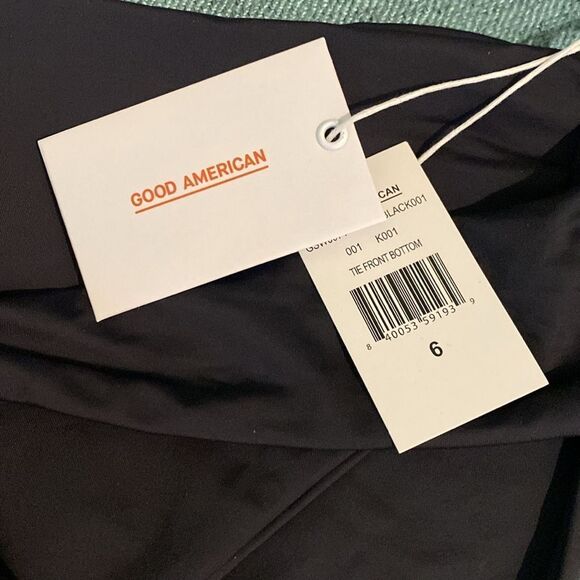 GOOD AMERICAN
CAN
BLACK001
001 K001
TIE FRONT BOTTOM
8 40053 59193 9
6